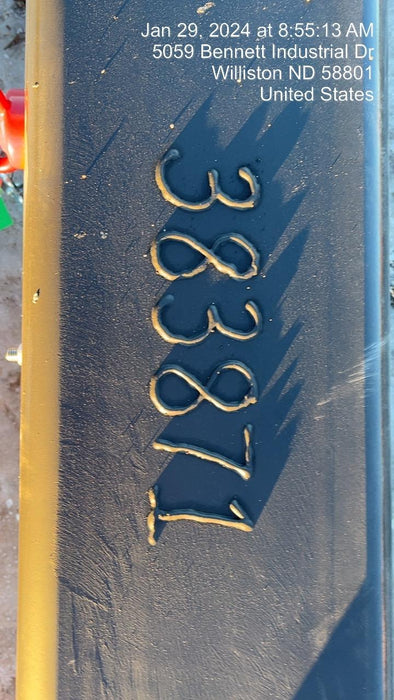 Jan 29, 2024 at 8:55:13 AM
5059 Bennett Industrial Dr
Williston ND 58801
United States
383871